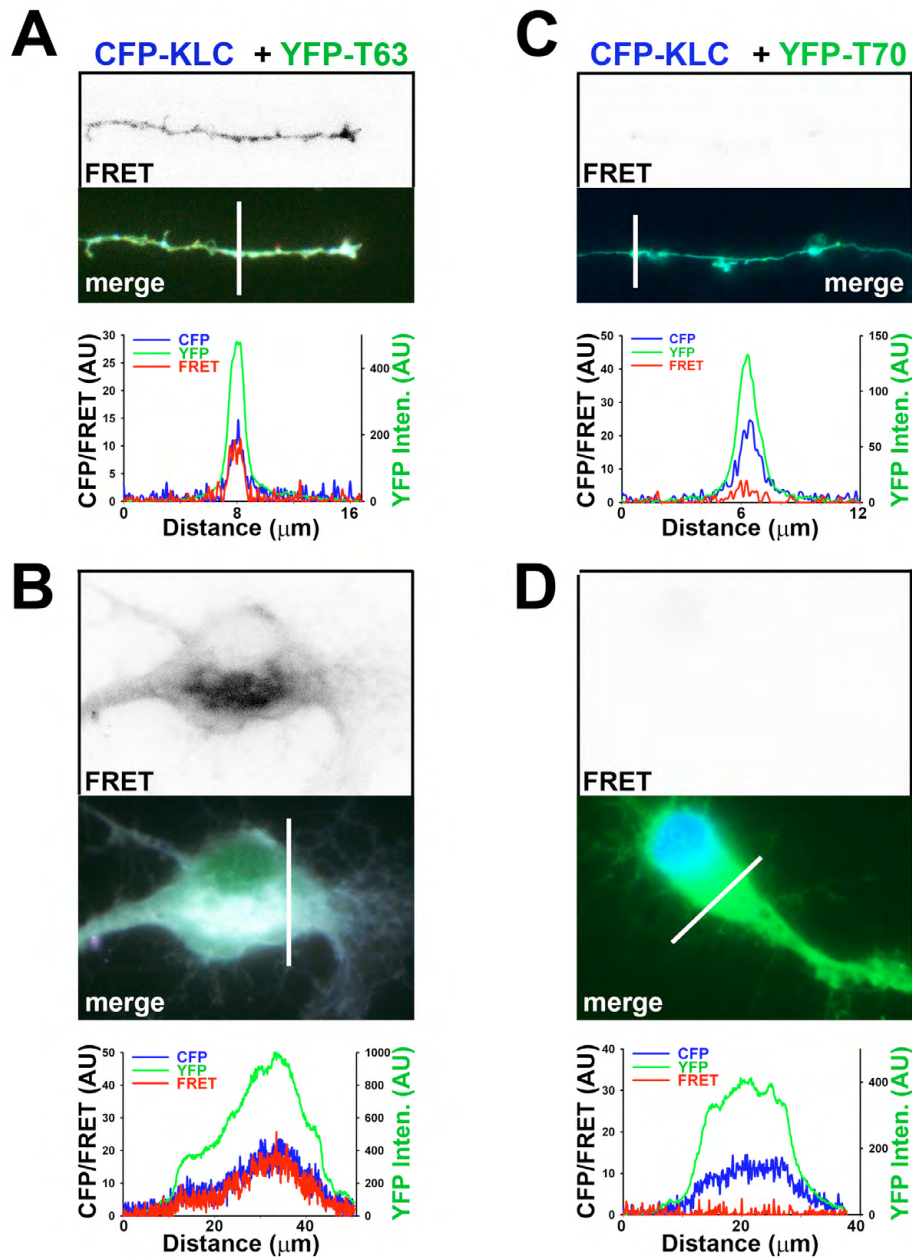 A
CFP-KLC + YFP-T63
FRET
merge
CFP/FRET (AU)
30
25
20
15
10
5
0
CFP
YFP
FRET
400
200
0
YFP Inten. (AU)
0 8 16
Distance (μm)
B
FRET
merge
CFP/FRET (AU)
50
40
30
20
10
0
CFP
YFP
FRET
1000
800
600
400
200
0
YFP Inten. (AU)
0 20 40
Distance (μm)
C
CFP-KLC + YFP-T70
FRET
merge
CFP/FRET (AU)
50
40
30
20
10
0
CFP
YFP
FRET
150
100
50
0
YFP Inten. (AU)
0 6 12
Distance (μm)
D
FRET
merge
CFP/FRET (AU)
40
30
20
10
0
CFP
YFP
FRET
400
200
0
YFP Inten. (AU)
0 20 40
Distance (μm)